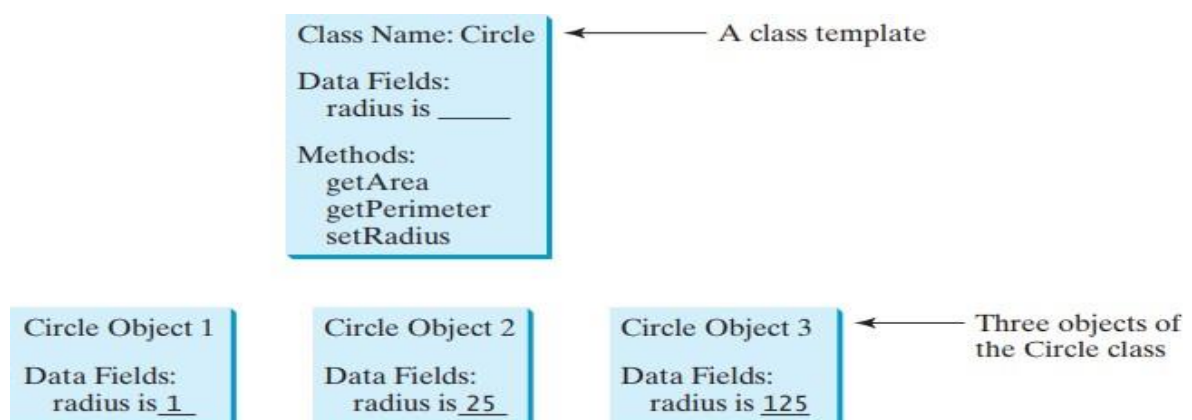 Class Name: Circle
A class template
Data Fields:
radius is _____
Methods:
getArea
getPerimeter
setRadius
Circle Object 1
Data Fields:
radius is 1
Circle Object 2
Data Fields:
radius is 25
Circle Object 3
Data Fields:
radius is 125
Three objects of
the Circle class